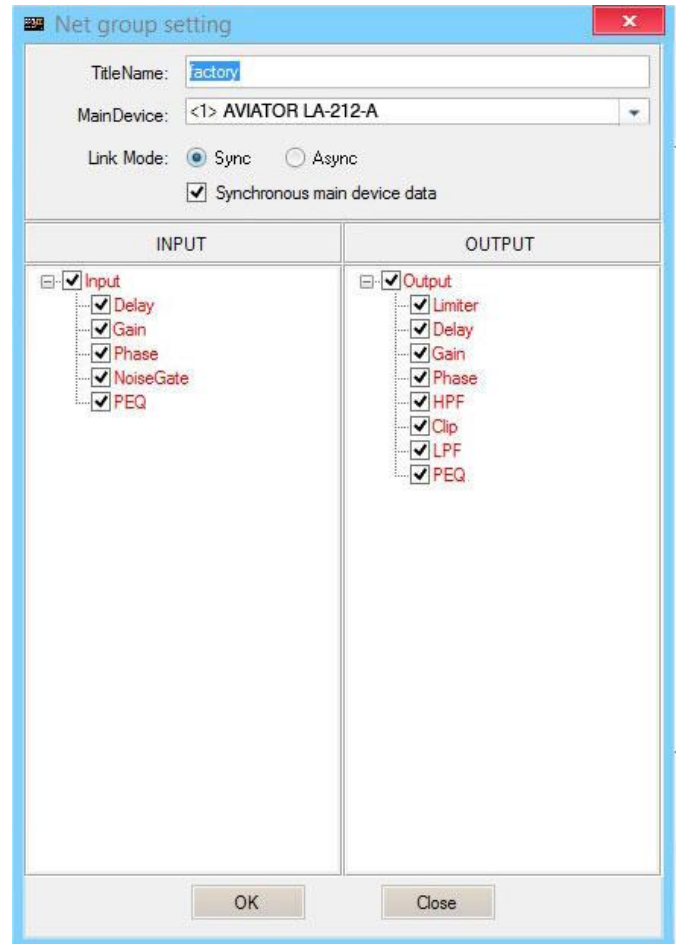 Net group setting
x
TitleName: factory
MainDevice: <1> AVIATOR LA-212-A
Link Mode: Sync Async
Synchronous main device data
INPUT
Input
Delay
Gain
Phase
NoiseGate
PEQ
OUTPUT
Output
Limiter
Delay
Gain
Phase
HPF
Clip
LPF
PEQ
OK Close